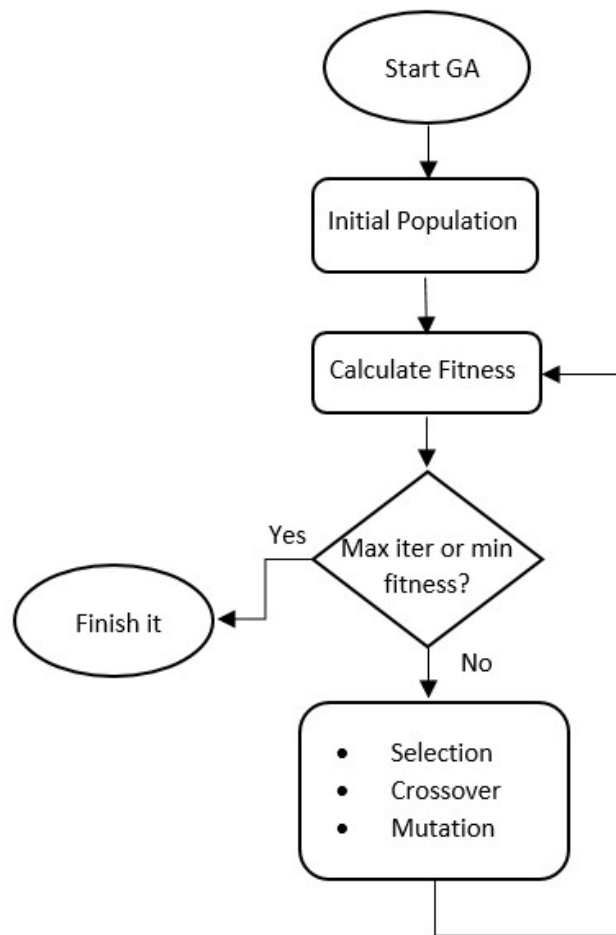 Start GA
Initial Population
Calculate Fitness
Yes
Max iter or min
fitness?
Finish it
No
• Selection
• Crossover
• Mutation